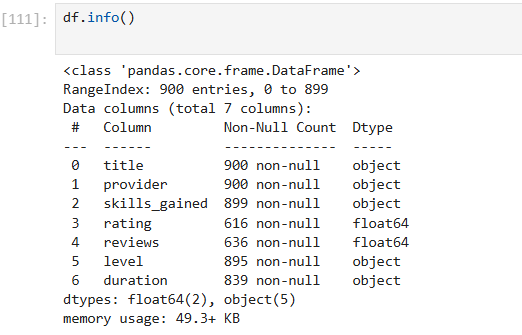 [111]: df.info()
<class 'pandas.core.frame.DataFrame'>
RangeIndex: 900 entries, 0 to 899
Data columns (total 7 columns):
 #   Column         Non-Null Count  Dtype
---  ------         --------------  -----
 0   title          900 non-null    object
 1   provider       900 non-null    object
 2   skills_gained  899 non-null    object
 3   rating         616 non-null    float64
 4   reviews        636 non-null    float64
 5   level          895 non-null    object
 6   duration       839 non-null    object
dtypes: float64(2), object(5)
memory usage: 49.3+ KB